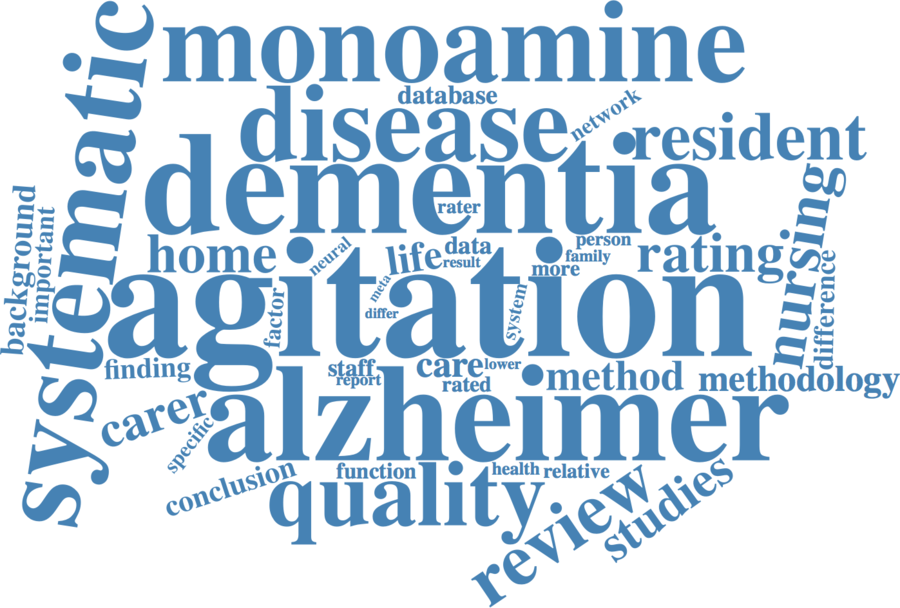 systematic
monoamine
database
disease
network
resident
dementia
rater
nursing
background
important
home
neural
life
data
result
person
family
more
rating
difference
agitation
meta
differ
factor
system
finding
staff
report
care
lower
rated
method
methodology
carer
alzheimer
specific
conclusion
function
health
relative
quality
review
studies